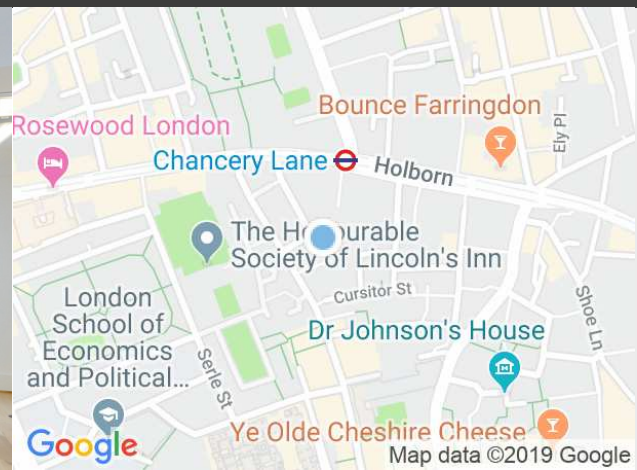 Bounce Farringdon
Ely Pl
Rosewood London
Chancery Lane
Holborn
The Honourable
Society of Lincoln's Inn
Cursitor St
London
School of
Economics
and Political...
Serle St
Shoe Ln
Dr Johnson's House
Ye Olde Cheshire Cheese
Google
Map data ©2019 Google